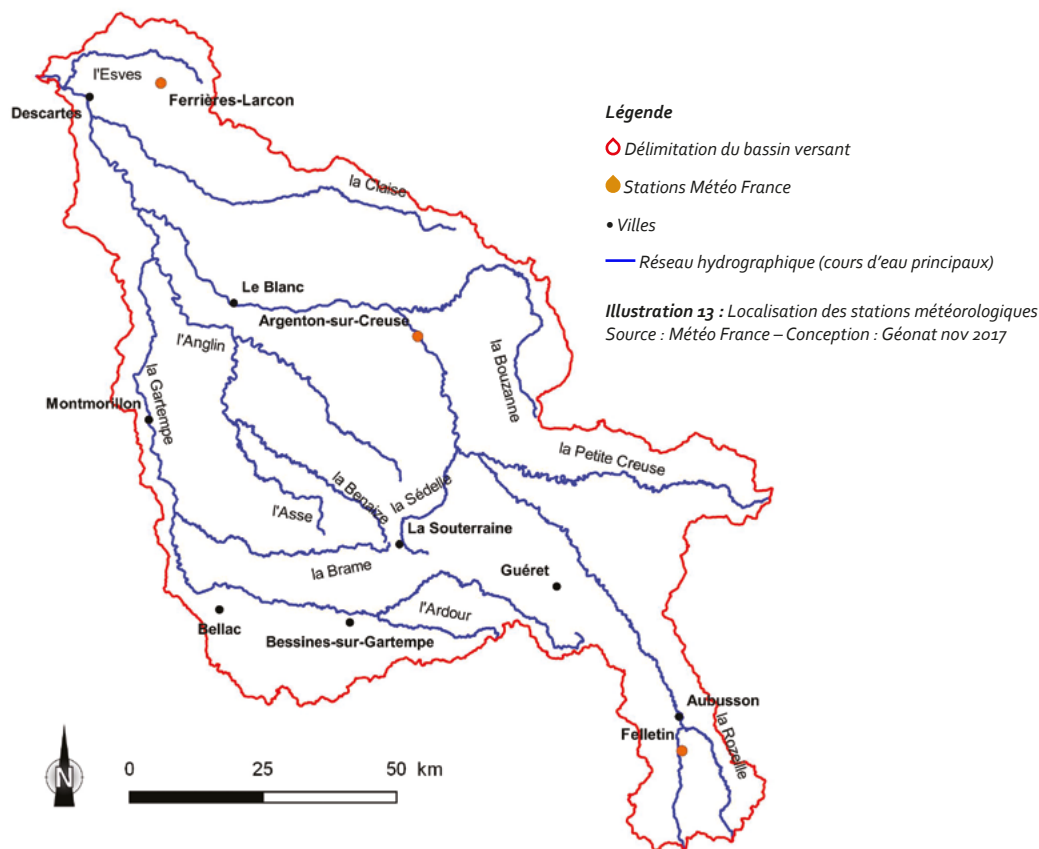 l'Esves
Ferrières-Larcon
Descartes
la Claise
Le Blanc
Argenton-sur-Creuse
l'Anglin
la Gartempe
la Bouzanne
Montmorillon
la Petite Creuse
la Benaize
la Sédelle
l'Asse
La Souterraine
la Brame
Guéret
l'Ardour
Bellac
Bessines-sur-Gartempe
Aubusson
Felletin
la Rozeille
N
0 25 50 km
Légende
Délimitation du bassin versant
Stations Météo France
• Villes
Réseau hydrographique (cours d'eau principaux)
Illustration 13 : Localisation des stations météorologiques
Source : Météo France – Conception : Géonat nov 2017